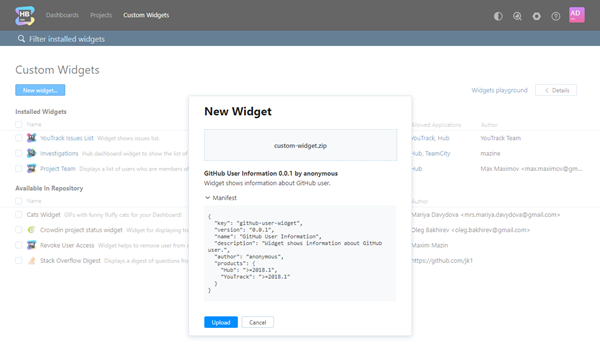 HB
Dashboards Projects Custom Widgets
AD
Filter installed widgets
Custom Widgets
New widget...
Widgets playground
Details
Installed Widgets
Name
Allowed Applications
Author
YouTrack Issues List Widget shows issues list.
YouTrack, Hub
YouTrack Team
Investigations Hub dashboard widget to show the list of
Hub, TeamCity
mazine
Project Team Displays a list of users who are members of
Hub
Max Maximov <max.maximov@gm...
Available In Repository
Name
Author
Cats Widget GIFs with funny fluffy cats for your Dashboard!
Mariya Davydova <mrs.mariya.davydova@gmail.com>
Crowdin project status widget Widget for displaying
Oleg Bakhirev <oleg.bakhirev@gmail.com>
Revoke User Access Widget helps to remove user from
Maxim Mazin
Stack Overflow Digest Displays a digest of questions from
https://github.com/jk1
New Widget
custom-widget.zip
GitHub User Information 0.0.1 by anonymous
Widget shows information about GitHub user.
Manifest
{
"key": "github-user-widget",
"version": "0.0.1",
"name": "GitHub User Information",
"description": "Widget shows information about GitHub
user.",
"author": "anonymous",
"products": {
"Hub": ">=2018.1",
"YouTrack": ">=2018.1"
}
}
Upload Cancel